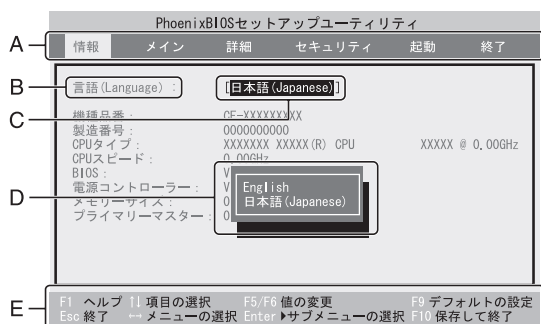 PhoenixBIOSセットアップユーティリティ
A 情報 メイン 詳細 セキュリティ 起動 終了
B 言語(Language) : [日本語(Japanese)]
C
機種品番 : CF-XXXXXXXXX
製造番号 : 0000000000
CPUタイプ : XXXXXXX XXXXX(R) CPU XXXXX @ 0.00GHz
CPUスピード : 0.00GHz
BIOS : V
電源コントローラー : V
D English
メモリーサイズ : 0
日本語(Japanese)
プライマリーマスター : 0
E F1 ヘルプ ↑↓ 項目の選択 F5/F6 値の変更 F9 デフォルトの設定
Esc 終了 ←→ メニューの選択 Enter ▶サブメニューの選択 F10 保存して終了